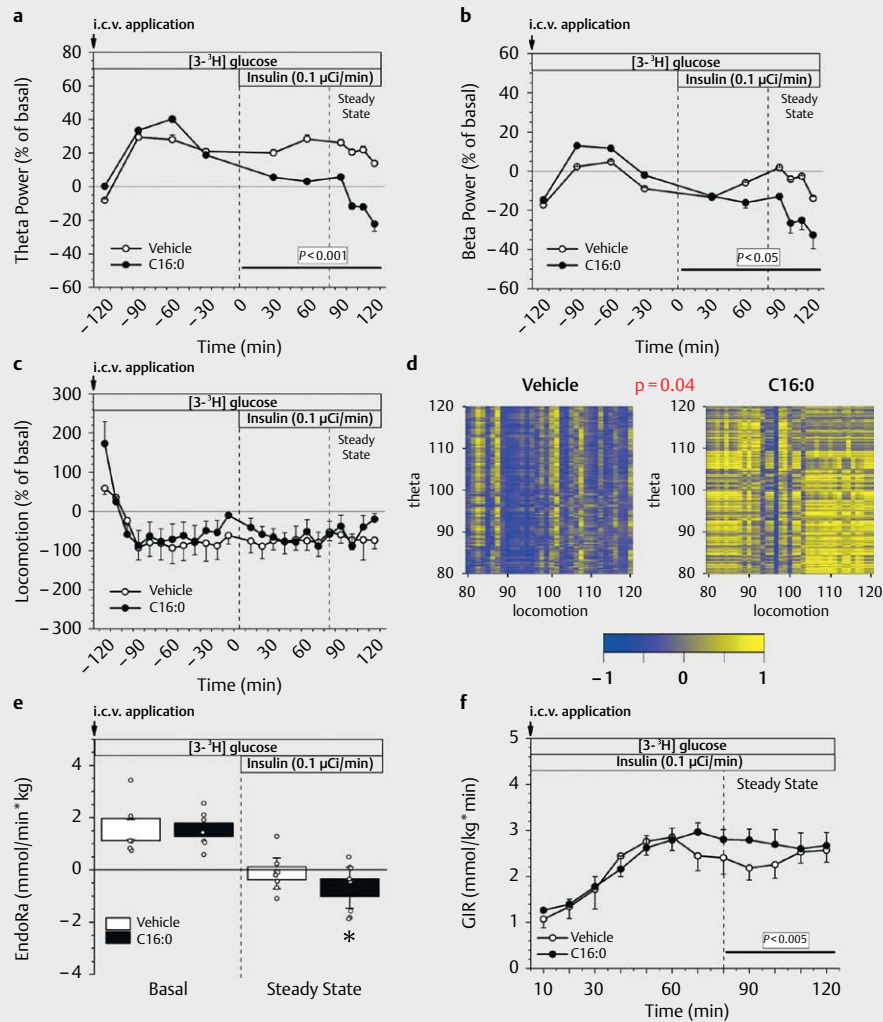 a
i.c.v. application
[3-³H] glucose
Insulin (0.1 µCi/min)
Steady
State
Theta Power (% of basal)
80
60
40
20
0
−20
−40
−60
Vehicle
C16:0
P<0.001
−120
−90
−60
−30
0
30
60
90
120
Time (min)
b
i.c.v. application
[3-³H] glucose
Insulin (0.1 µCi/min)
Steady
State
Beta Power (% of basal)
60
40
20
0
−20
−40
−60
Vehicle
C16:0
P<0.05
−120
−90
−60
−30
0
30
60
90
120
Time (min)
c
i.c.v. application
[3-³H] glucose
Insulin (0.1 µCi/min)
Steady
State
Locomotion (% of basal)
300
200
100
0
−100
−200
−300
Vehicle
C16:0
−120
−90
−60
−30
0
30
60
90
120
Time (min)
d
Vehicle
p = 0.04
C16:0
theta
120
110
100
90
80
80 90 100 110 120
locomotion
theta
120
110
100
90
80
80 90 100 110 120
locomotion
−1 0 1
e
i.c.v. application
[3-³H] glucose
Insulin (0.1 µCi/min)
EndoRa (mmol/min*kg)
4
2
0
−2
−4
Vehicle
C16:0
*
Basal
Steady State
f
i.c.v. application
[3-³H] glucose
Insulin (0.1 µCi/min)
Steady State
GIR (mmol/kg*min)
5
4
3
2
1
0
Vehicle
C16:0
P<0.005
10 30 60 90 120
Time (min)